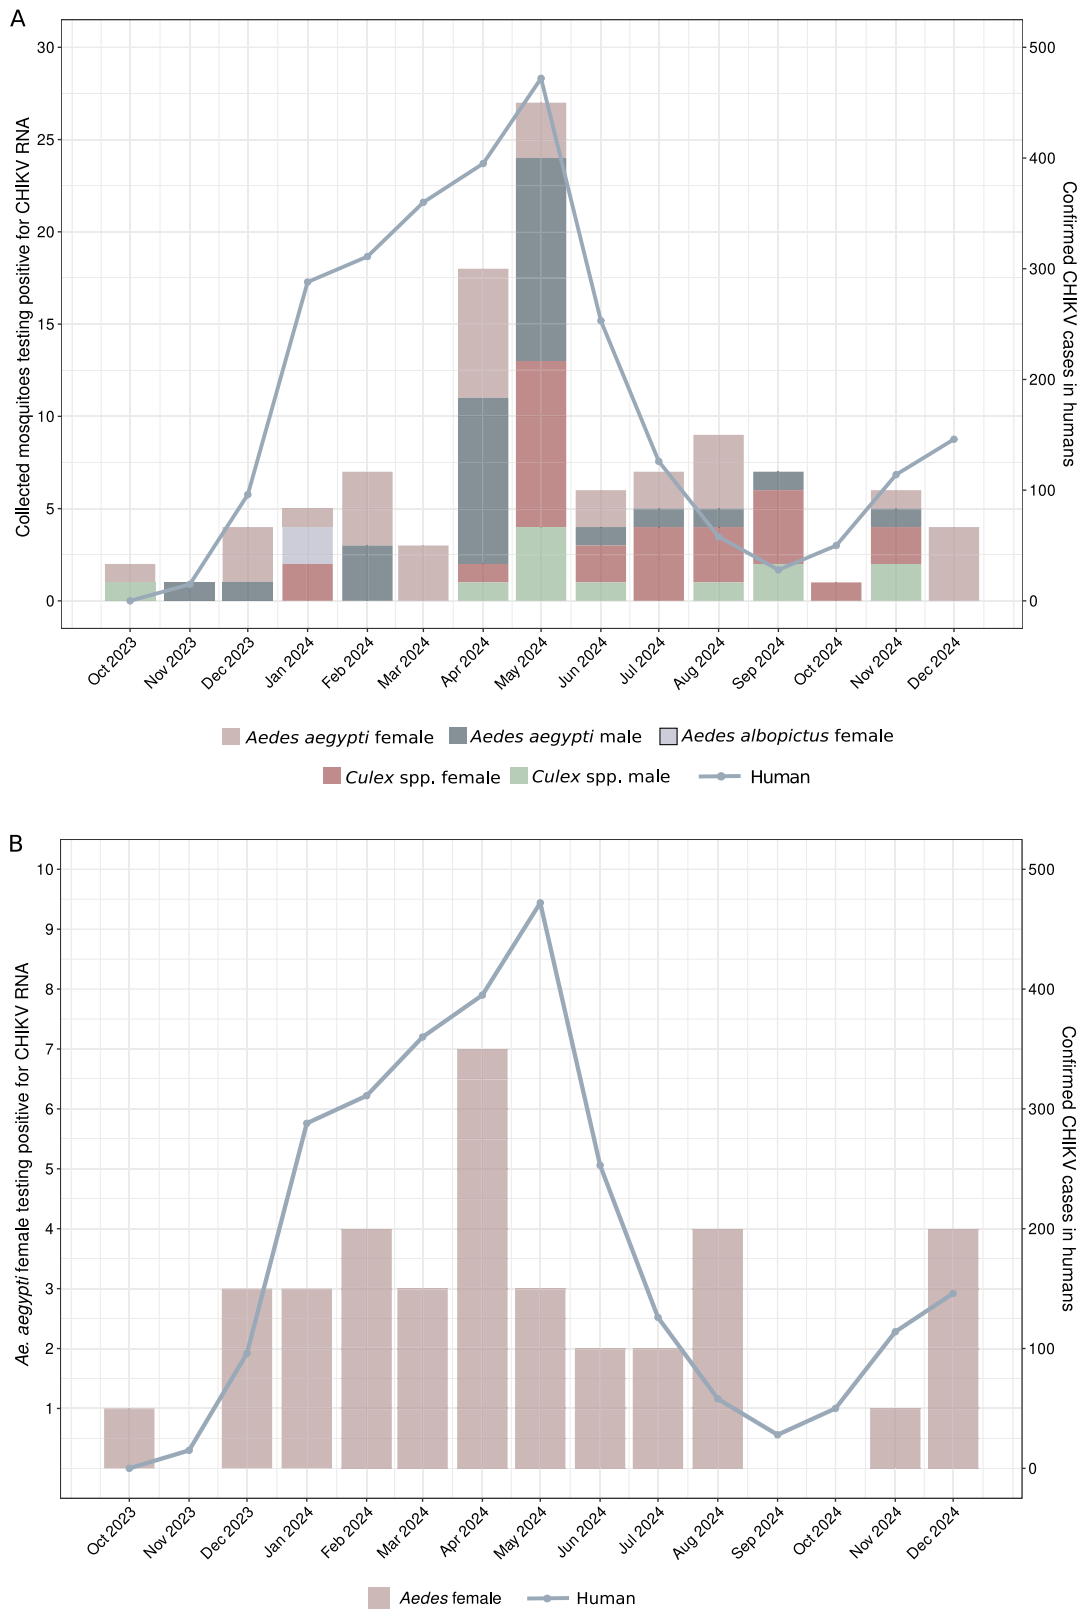 A
Collected mosquitoes testing positive for CHIKV RNA
30
25
20
15
10
5
0
500
400
300
200
100
0
Confirmed CHIKV cases in humans
Oct 2023
Nov 2023
Dec 2023
Jan 2024
Feb 2024
Mar 2024
Apr 2024
May 2024
Jun 2024
Jul 2024
Aug 2024
Sep 2024
Oct 2024
Nov 2024
Dec 2024
Aedes aegypti female Aedes aegypti male Aedes albopictus female
Culex spp. female Culex spp. male Human
B
Ae. aegypti female testing positive for CHIKV RNA
10
9
8
7
6
5
4
3
2
1
500
400
300
200
100
0
Confirmed CHIKV cases in humans
Oct 2023
Nov 2023
Dec 2023
Jan 2024
Feb 2024
Mar 2024
Apr 2024
May 2024
Jun 2024
Jul 2024
Aug 2024
Sep 2024
Oct 2024
Nov 2024
Dec 2024
Aedes female Human